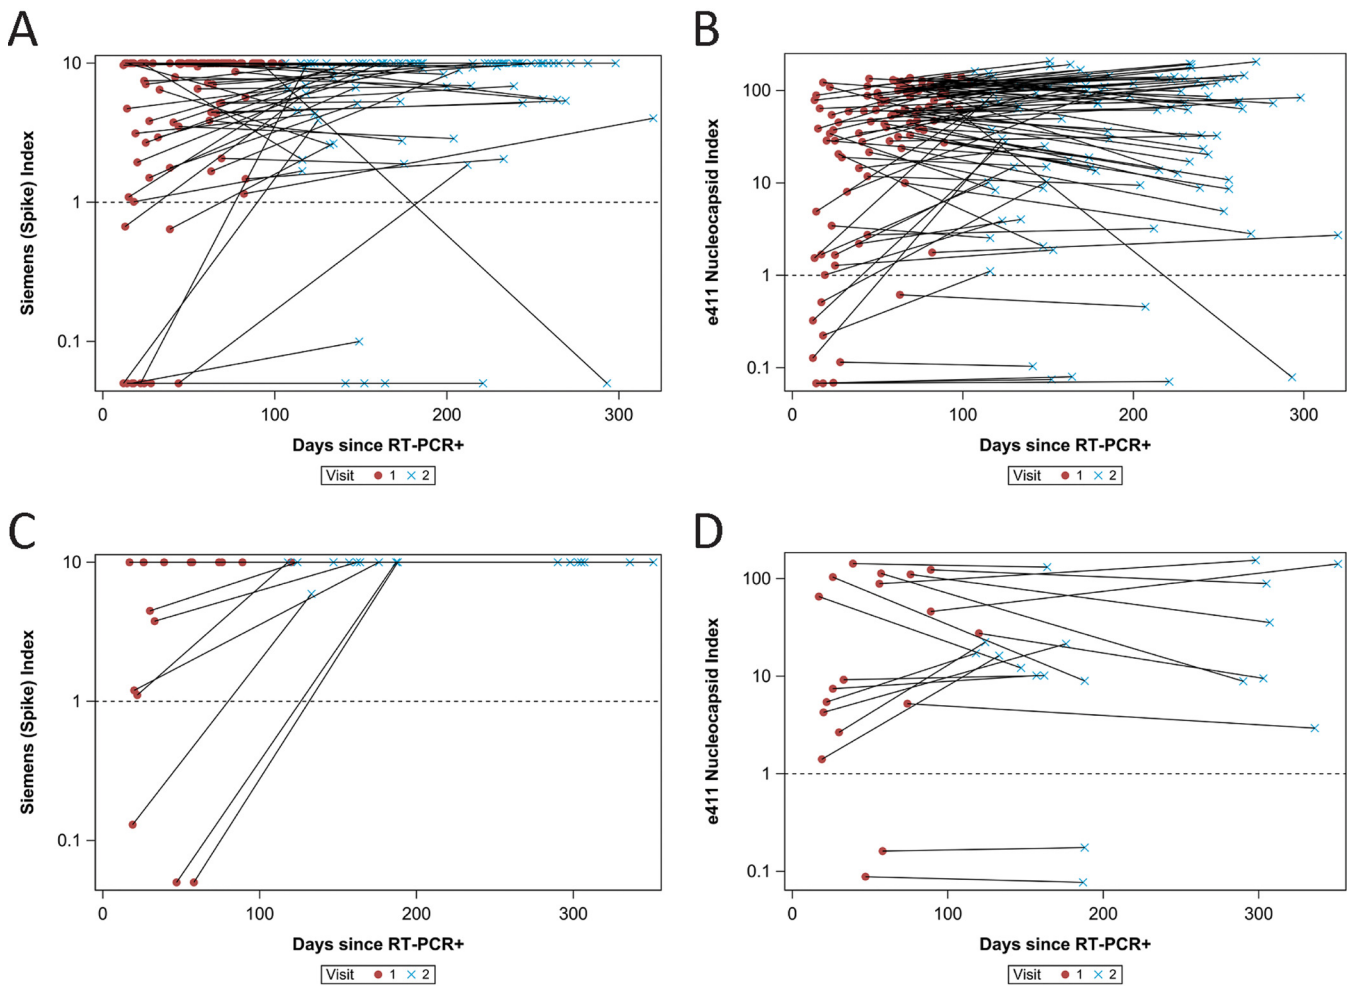 A
Siemens (Spike) Index
10
1
0.1
0 100 200 300
Days since RT-PCR+
Visit 1 2
B
e411 Nucleocapsid Index
100
10
1
0.1
0 100 200 300
Days since RT-PCR+
Visit 1 2
C
Siemens (Spike) Index
10
1
0.1
0 100 200 300
Days since RT-PCR+
Visit 1 2
D
e411 Nucleocapsid Index
100
10
1
0.1
0 100 200 300
Days since RT-PCR+
Visit 1 2